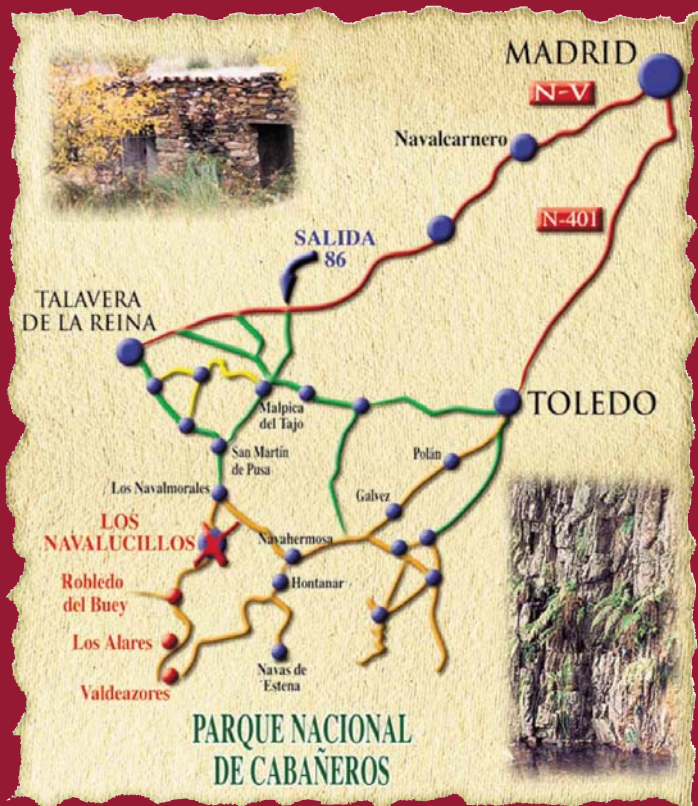 MADRID
N-V
Navalcarnero
N-401
SALIDA
86
TALAVERA
DE LA REINA
Malpica
del Tajo
TOLEDO
San Martín
de Pusa
Polán
Los Navalmorales
Galvez
LOS
NAVALUCILLOS
Navahermosa
Robledo
del Buey
Hontanar
Los Alares
Navas de
Estena
Valdeazores
PARQUE NACIONAL
DE CABAÑEROS